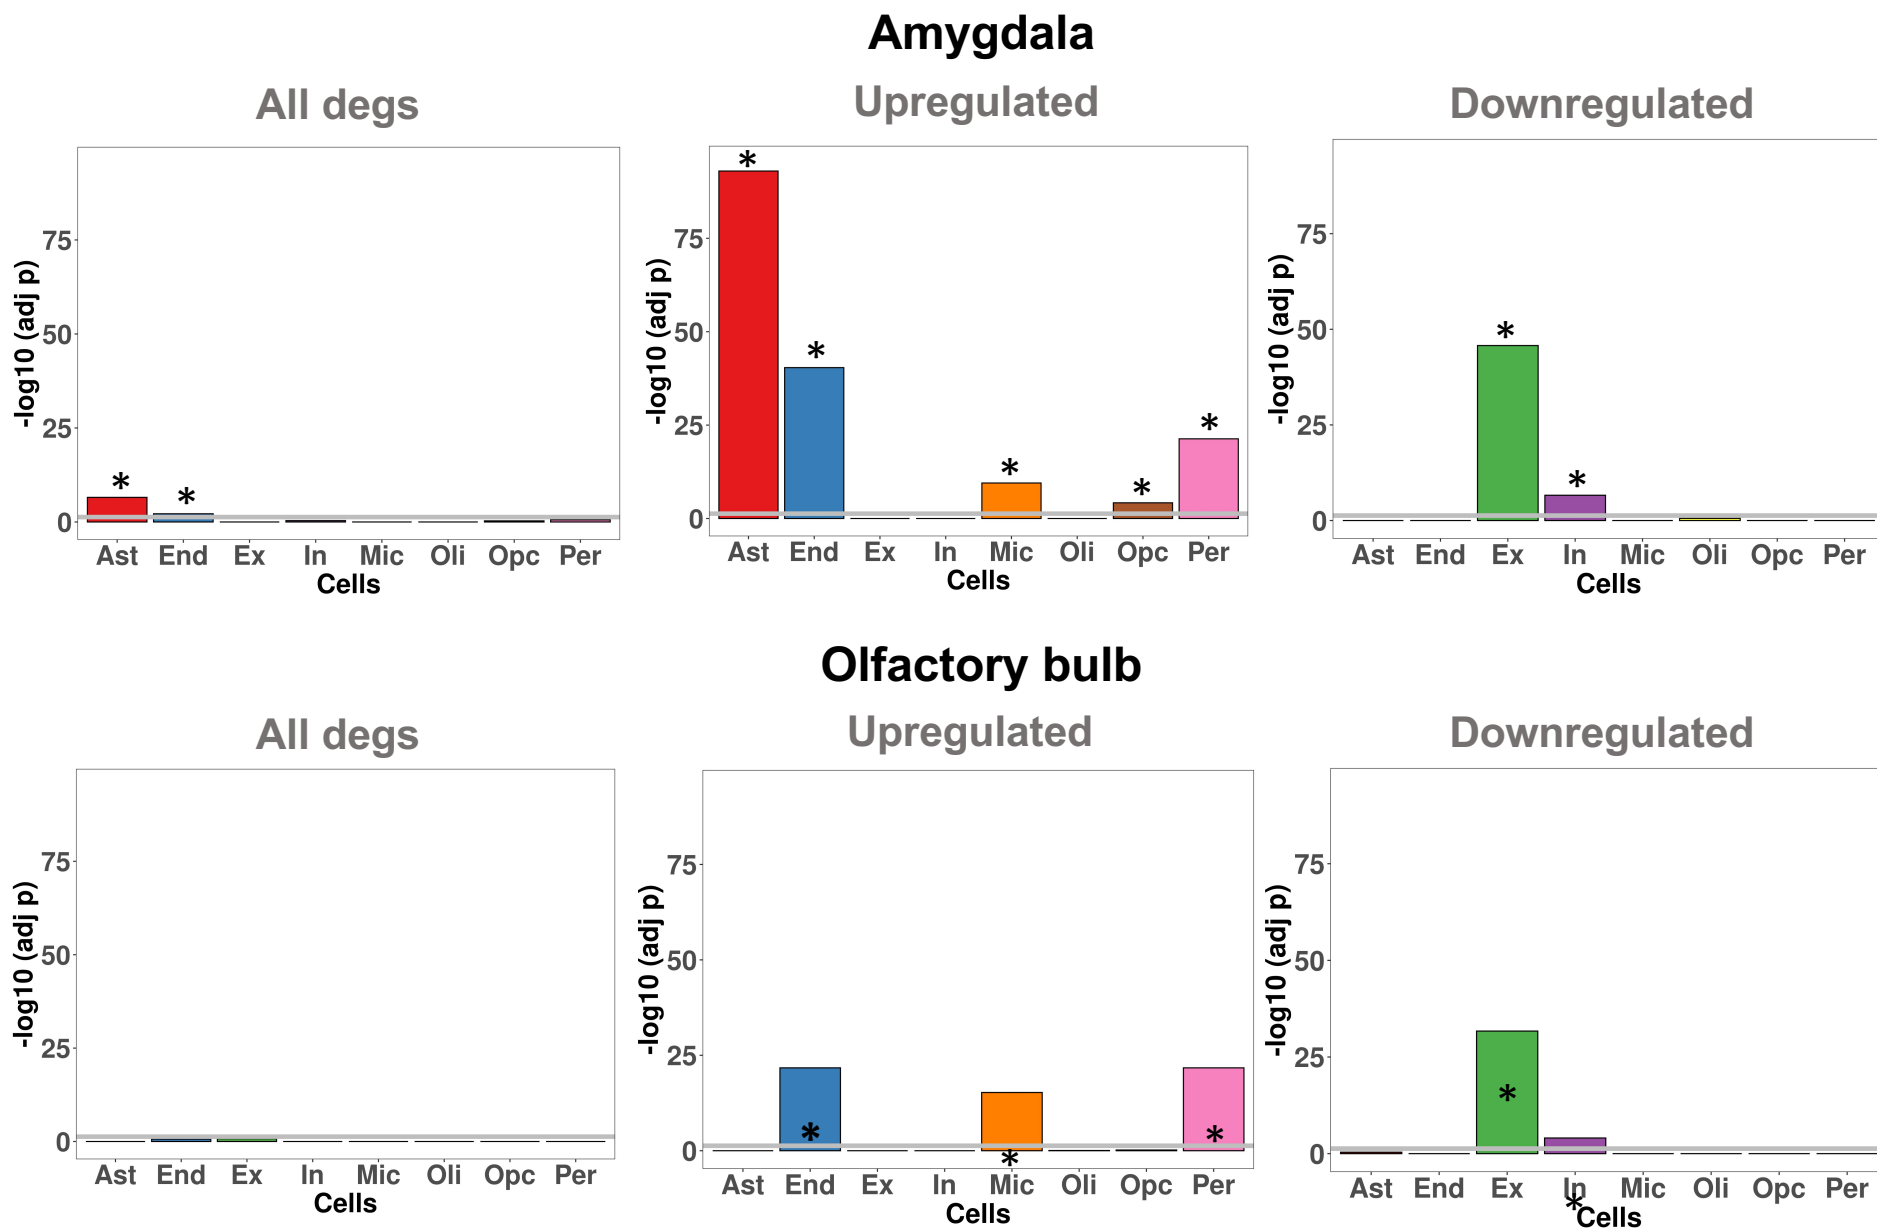 Amygdala
All degs
Upregulated
Downregulated
-log10 (adj p)
75
50
25
0
* *
Ast End Ex In Mic Oli Opc Per
Cells
-log10 (adj p)
75
50
25
0
* * * * *
Ast End Ex In Mic Oli Opc Per
Cells
-log10 (adj p)
75
50
25
0
* *
Ast End Ex In Mic Oli Opc Per
Cells
Olfactory bulb
All degs
Upregulated
Downregulated
-log10 (adj p)
75
50
25
0
Ast End Ex In Mic Oli Opc Per
Cells
-log10 (adj p)
75
50
25
0
* * *
Ast End Ex In Mic Oli Opc Per
Cells
-log10 (adj p)
75
50
25
0
*
Ast End Ex In Mic Oli Opc Per
*
Cells